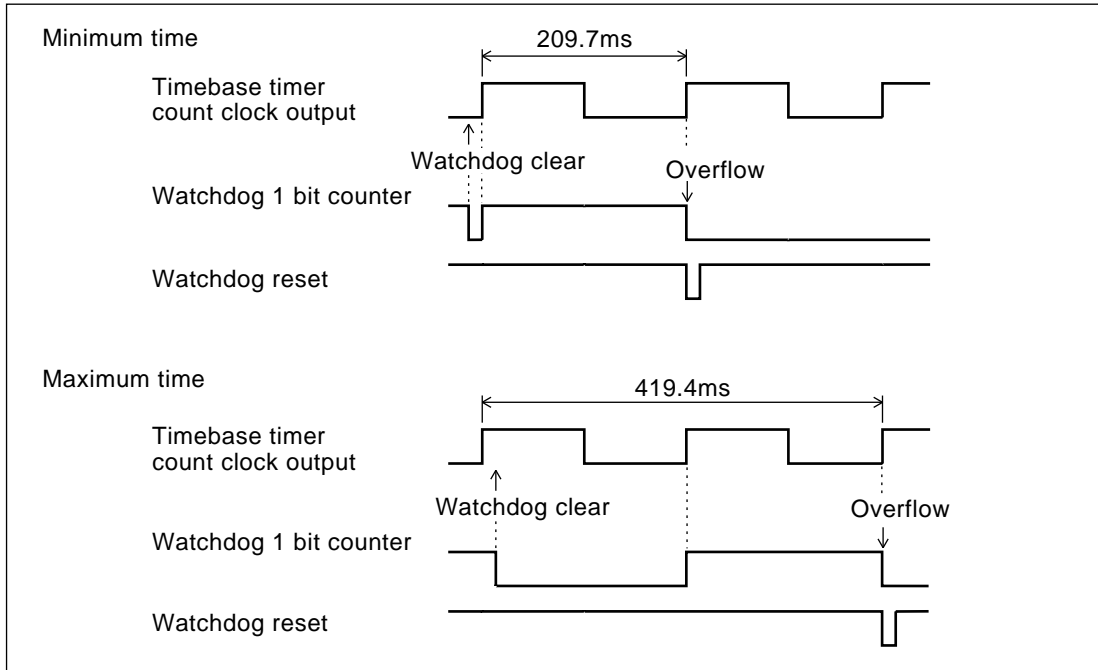 Minimum time
209.7ms
Timebase timer
count clock output
Watchdog clear
Overflow
Watchdog 1 bit counter
Watchdog reset
Maximum time
419.4ms
Timebase timer
count clock output
Watchdog clear
Overflow
Watchdog 1 bit counter
Watchdog reset